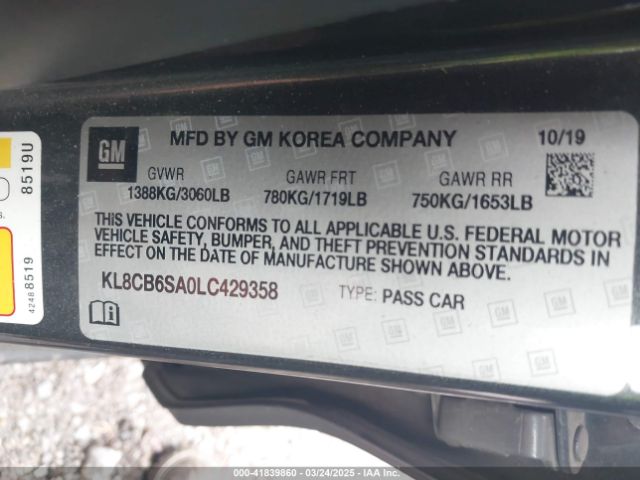 GM
MFD BY GM KOREA COMPANY
10/19
GVWR
GAWR FRT
GAWR RR
1388KG/3060LB
780KG/1719LB
750KG/1653LB
THIS VEHICLE CONFORMS TO ALL APPLICABLE U.S. FEDERAL MOTOR
VEHICLE SAFETY, BUMPER, AND THEFT PREVENTION STANDARDS IN
EFFECT ON THE DATE OF MANUFACTURE SHOWN ABOVE.
KL8CB6SA0LC429358
TYPE: PASS CAR
8519U
42488519
000-41839860 - 03/24/2025 - IAA Inc.